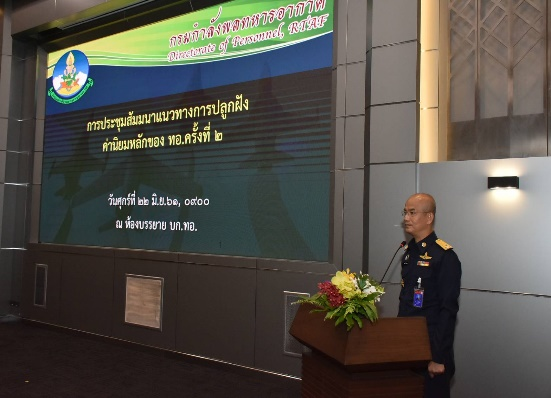 กรมกำลังพลทหารอากาศ
Directorate of Personnel, RTAF
การประชุมสัมมนาแนวทางการปลูกฝัง
ค่านิยมหลักของ ทอ.ครั้งที่ ๒
วันศุกร์ที่ ๒๒ มิ.ย.๖๑, ๐๙๐๐
ณ ห้องบรรยาย บก.ทอ.